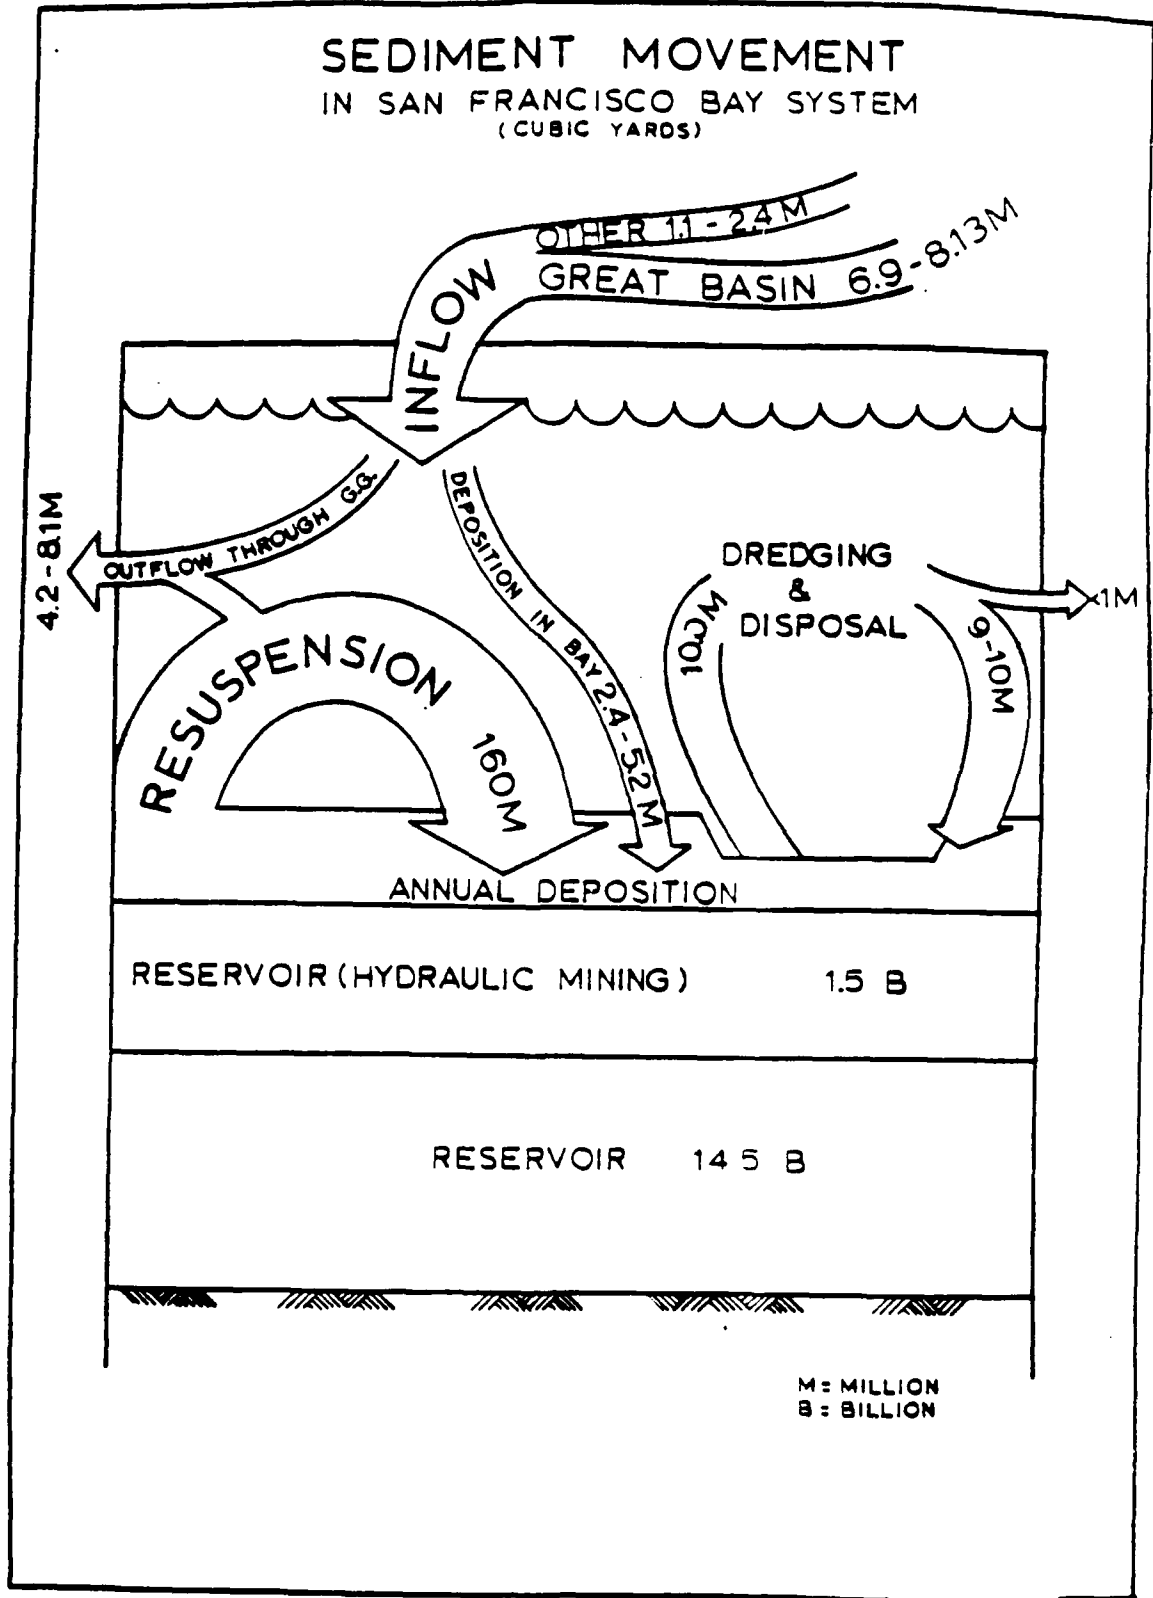 SEDIMENT MOVEMENT
IN SAN FRANCISCO BAY SYSTEM
(CUBIC YARDS)
OTHER 1.1 - 2.4 M
GREAT BASIN 6.9 - 8.13M
INFLOW
OUTFLOW THROUGH G.G.
4.2 - 8.1M
DEPOSITION IN BAY 2.4 - 5.2 M
DREDGING
&
DISPOSAL
<1M
9-10M
RESUSPENSION 160M
ANNUAL DEPOSITION
RESERVOIR (HYDRAULIC MINING) 1.5 B
RESERVOIR 14 5 B
M = MILLION
B = BILLION